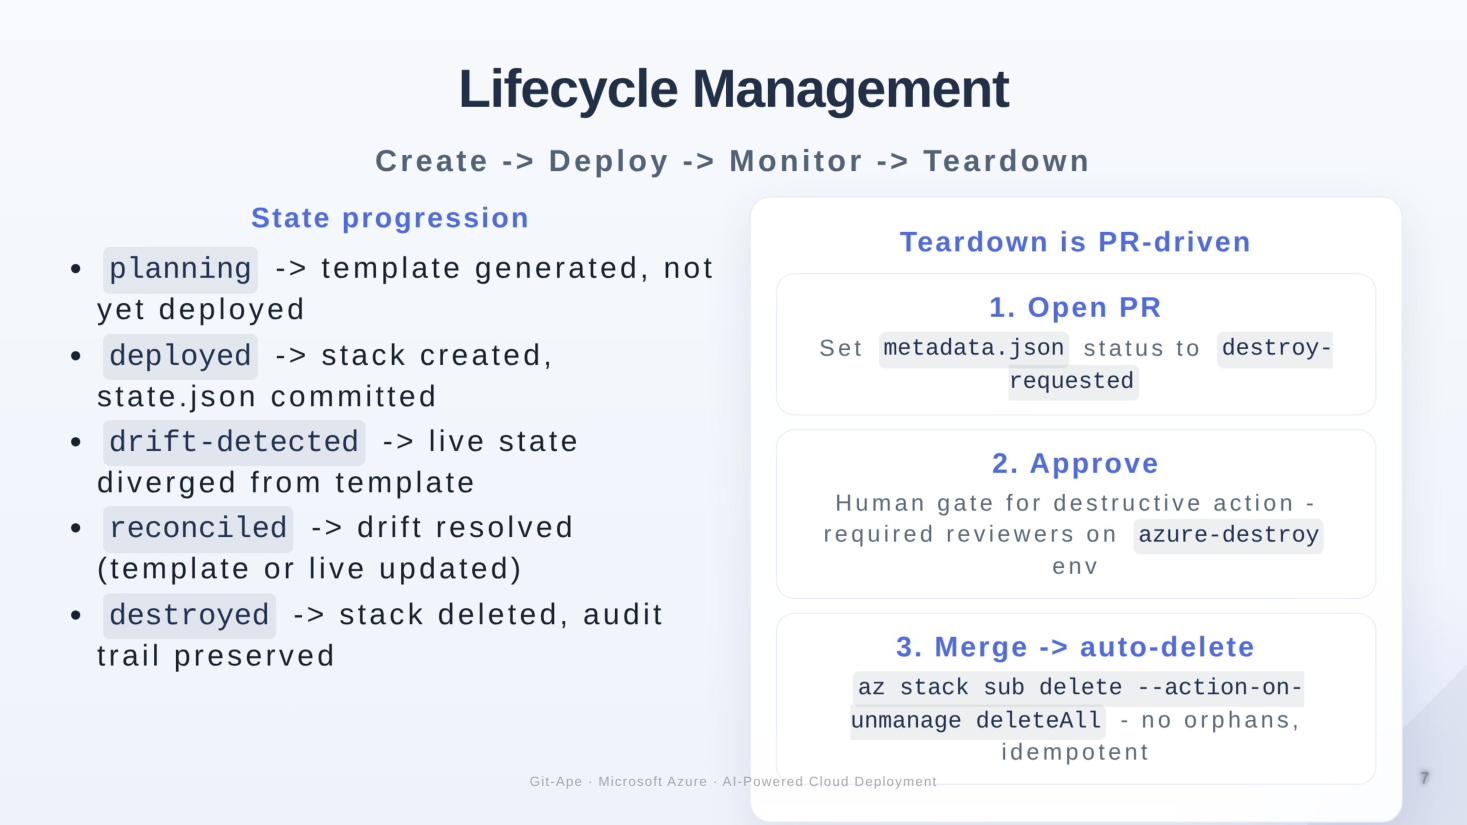 Lifecycle Management
Create -> Deploy -> Monitor -> Teardown
State progression
• planning -> template generated, not
yet deployed
• deployed -> stack created,
state.json committed
• drift-detected -> live state
diverged from template
• reconciled -> drift resolved
(template or live updated)
• destroyed -> stack deleted, audit
trail preserved
Teardown is PR-driven
1. Open PR
Set metadata.json status to destroy-
requested
2. Approve
Human gate for destructive action -
required reviewers on azure-destroy
env
3. Merge -> auto-delete
az stack sub delete --action-on-
unmanage deleteAll - no orphans,
idempotent
Git-Ape · Microsoft Azure · AI-Powered Cloud Deployment
7